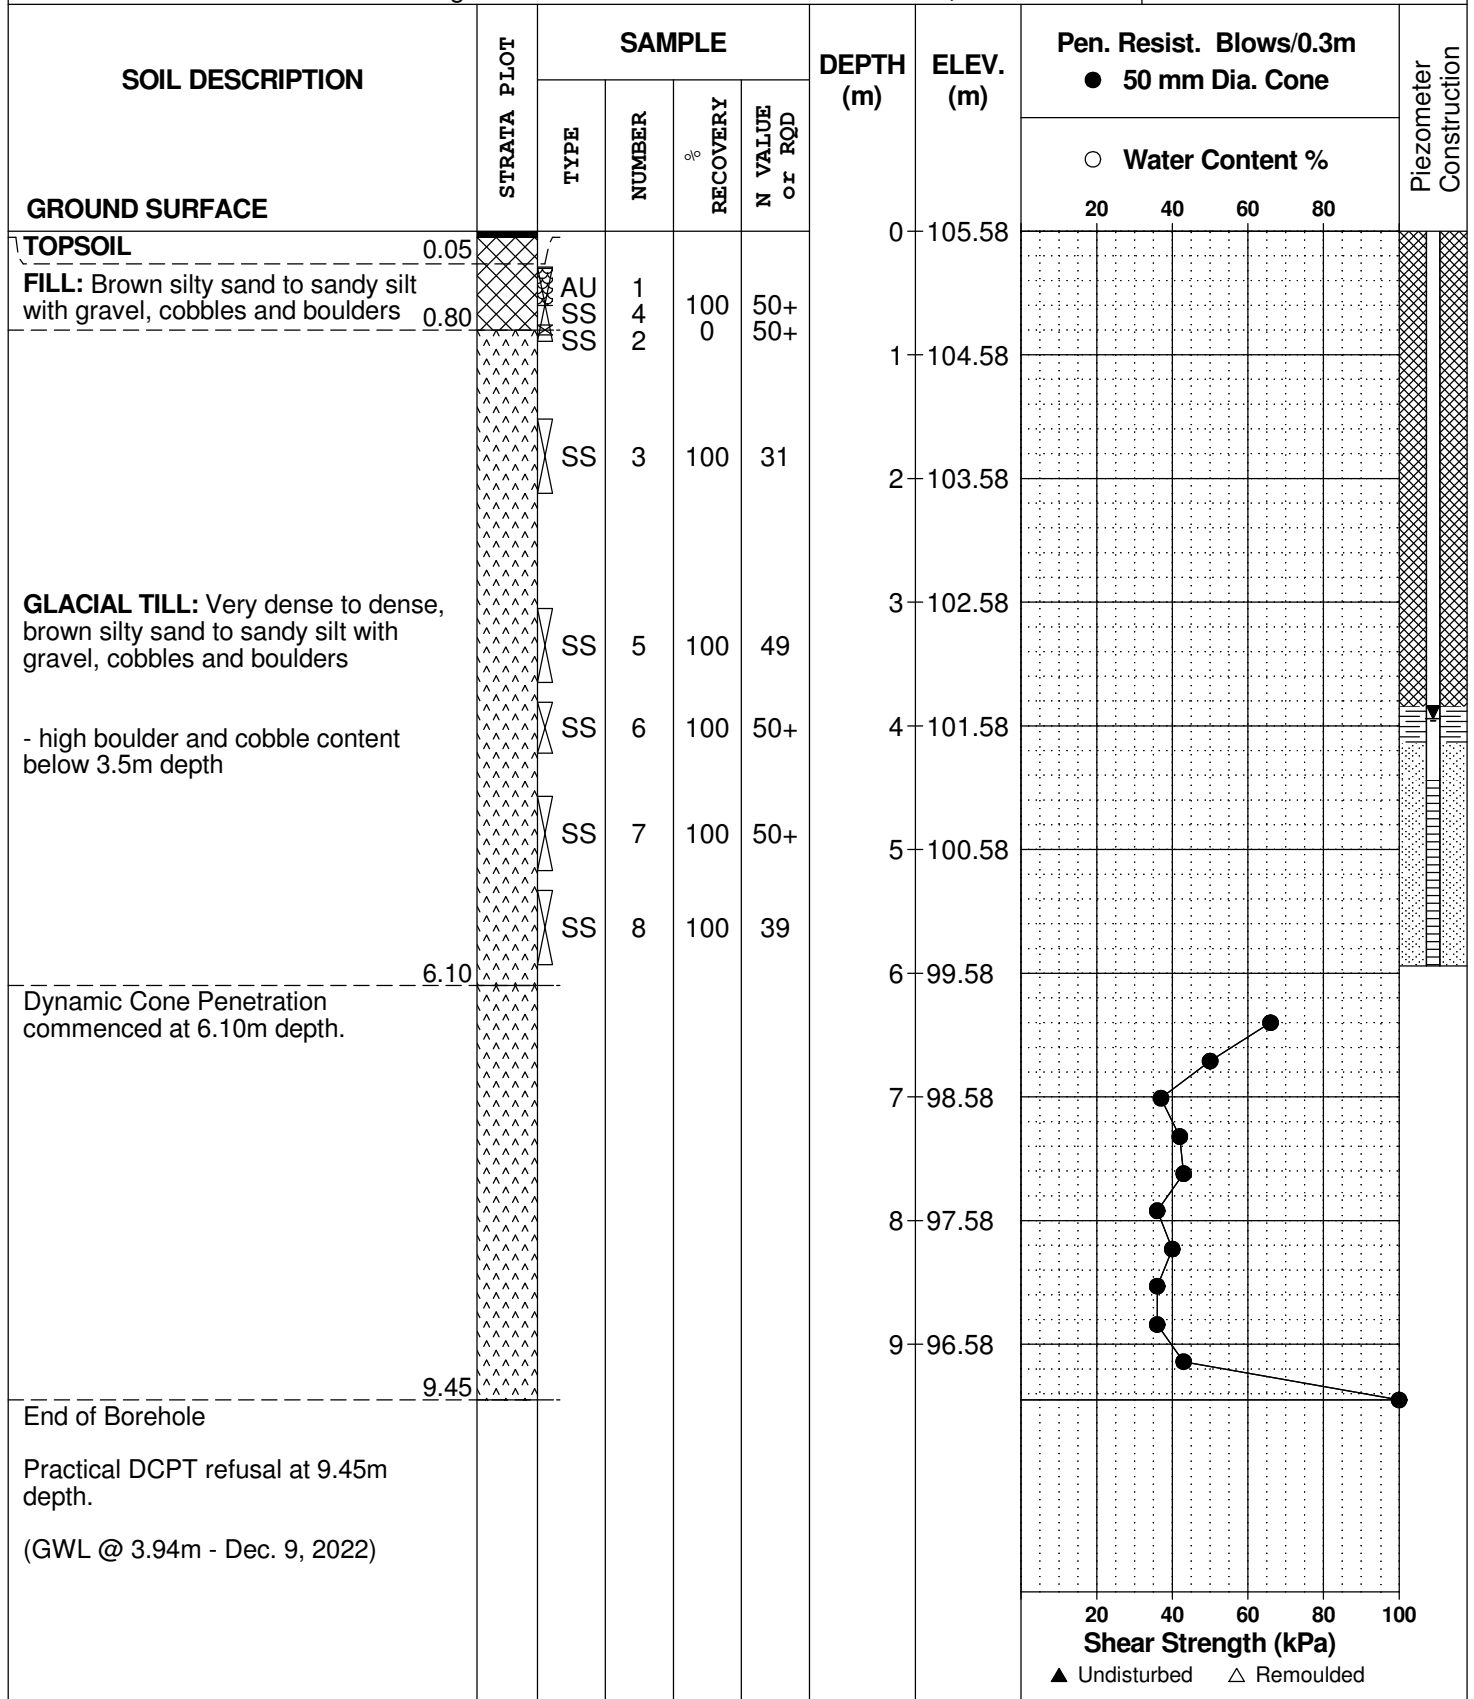 SOIL DESCRIPTION
GROUND SURFACE
STRATA PLOT
SAMPLE
TYPE
NUMBER
% RECOVERY
N VALUE or RQD
DEPTH (m)
ELEV. (m)
Pen. Resist. Blows/0.3m
● 50 mm Dia. Cone
○ Water Content %
20 40 60 80
Piezometer Construction
TOPSOIL 0.05
FILL: Brown silty sand to sandy silt
with gravel, cobbles and boulders 0.80
AU 1
SS 4 100 50+
SS 2 0 50+
SS 3 100 31
GLACIAL TILL: Very dense to dense,
brown silty sand to sandy silt with
gravel, cobbles and boulders
SS 5 100 49
- high boulder and cobble content
below 3.5m depth
SS 6 100 50+
SS 7 100 50+
SS 8 100 39
6.10
Dynamic Cone Penetration
commenced at 6.10m depth.
9.45
End of Borehole
Practical DCPT refusal at 9.45m
depth.
(GWL @ 3.94m - Dec. 9, 2022)
0 105.58
1 104.58
2 103.58
3 102.58
4 101.58
5 100.58
6 99.58
7 98.58
8 97.58
9 96.58
20 40 60 80 100
Shear Strength (kPa)
▲ Undisturbed △ Remoulded